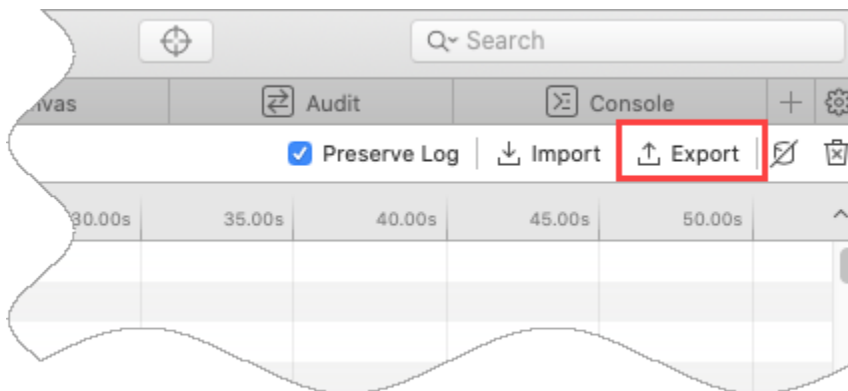 Search
Audit
Console
Preserve Log
Import
Export
35.00s
40.00s
45.00s
50.00s